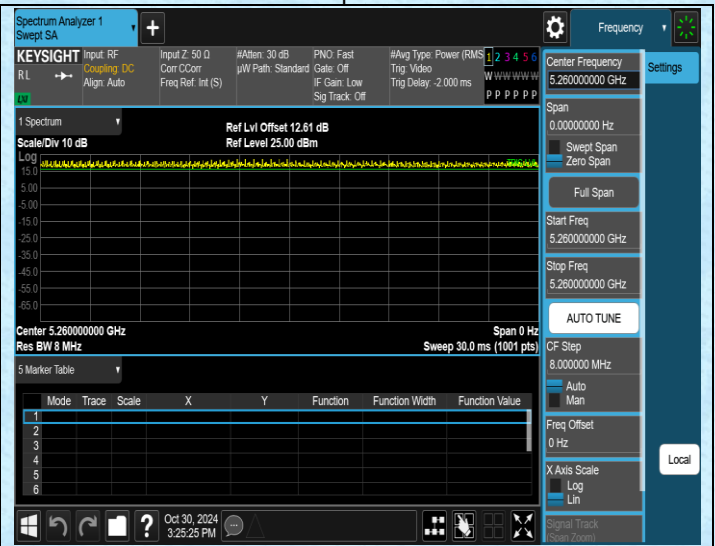 Spectrum Analyzer 1
Swept SA
Frequency
KEYSIGHT
RL
LXI
Input: RF
Coupling: DC
Align: Auto
Input Z: 50 Ω
Corr CCorr
Freq Ref: Int (S)
#Atten: 30 dB
µW Path: Standard
PNO: Fast
Gate: Off
IF Gain: Low
Sig Track: Off
#Avg Type: Power (RMS
Trig: Video
Trig Delay: -2.000 ms
1 2 3 4 5 6
W W W W W W
P P P P P P
1 Spectrum
Scale/Div 10 dB
Ref Lvl Offset 12.61 dB
Ref Level 25.00 dBm
Log
15.0
5.00
-5.00
-15.0
-25.0
-35.0
-45.0
-55.0
-65.0
Center 5.260000000 GHz
Span 0 Hz
Res BW 8 MHz
Sweep 30.0 ms (1001 pts)
5 Marker Table
Mode Trace Scale X Y Function Function Width Function Value
1
2
3
4
5
6
Center Frequency
5.260000000 GHz
Settings
Span
0.00000000 Hz
Swept Span
Zero Span
Full Span
Start Freq
5.260000000 GHz
Stop Freq
5.260000000 GHz
AUTO TUNE
CF Step
8.000000 MHz
Auto
Man
Freq Offset
0 Hz
Local
X Axis Scale
Log
Lin
Signal Track
(Span Zoom)
?
Oct 30, 2024
3:25:25 PM